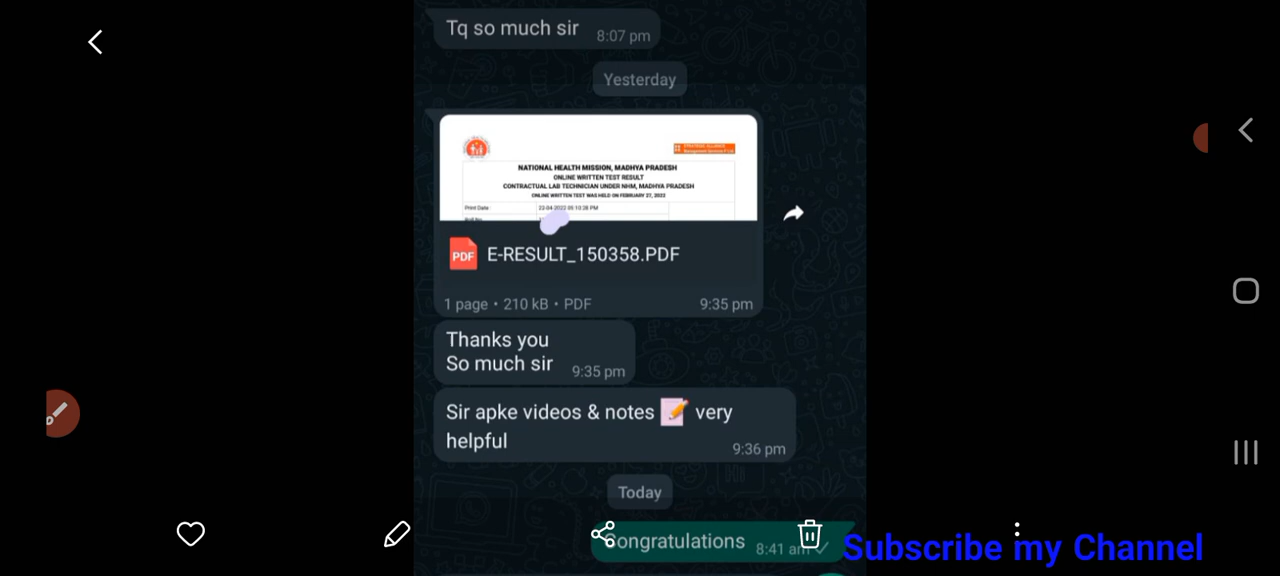 Tq so much sir
8:07 pm
Yesterday
NATIONAL HEALTH MISSION, MADHYA PRADESH
ONLINE WRITTEN TEST RESULT
CONTRACTUAL LAB TECHNICIAN UNDER NHM, MADHYA PRADESH
ONLINE WRITTEN TEST WAS HELD ON FEBRUARY 27, 2022
Print Date: 22-04-2022 05:10:28 PM
PDF E-RESULT_150358.PDF
1 page • 210 kB • PDF 9:35 pm
Thanks you
So much sir 9:35 pm
Sir apke videos & notes 📝 very
helpful
9:36 pm
Today
Congratulations 8:41 am
Subscribe my Channel